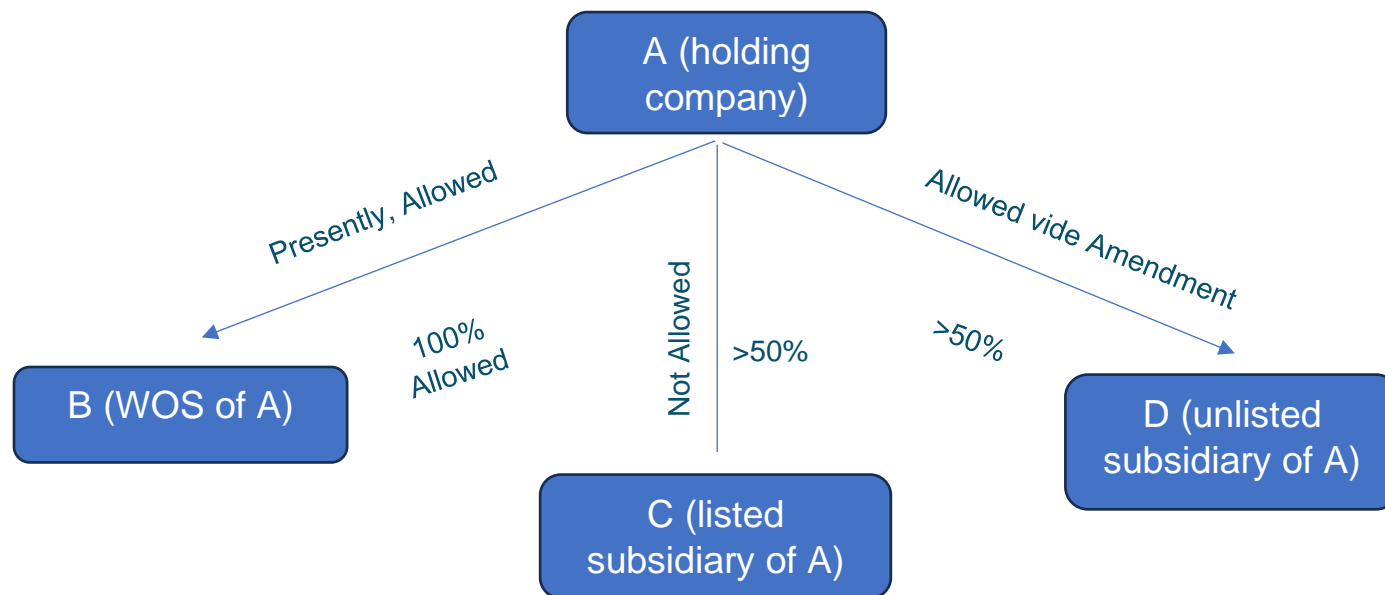 A (holding
company)
Presently, Allowed
Allowed vide Amendment
Not Allowed
100%
Allowed
>50%
>50%
B (WOS of A)
D (unlisted
subsidiary of A)
C (listed
subsidiary of A)